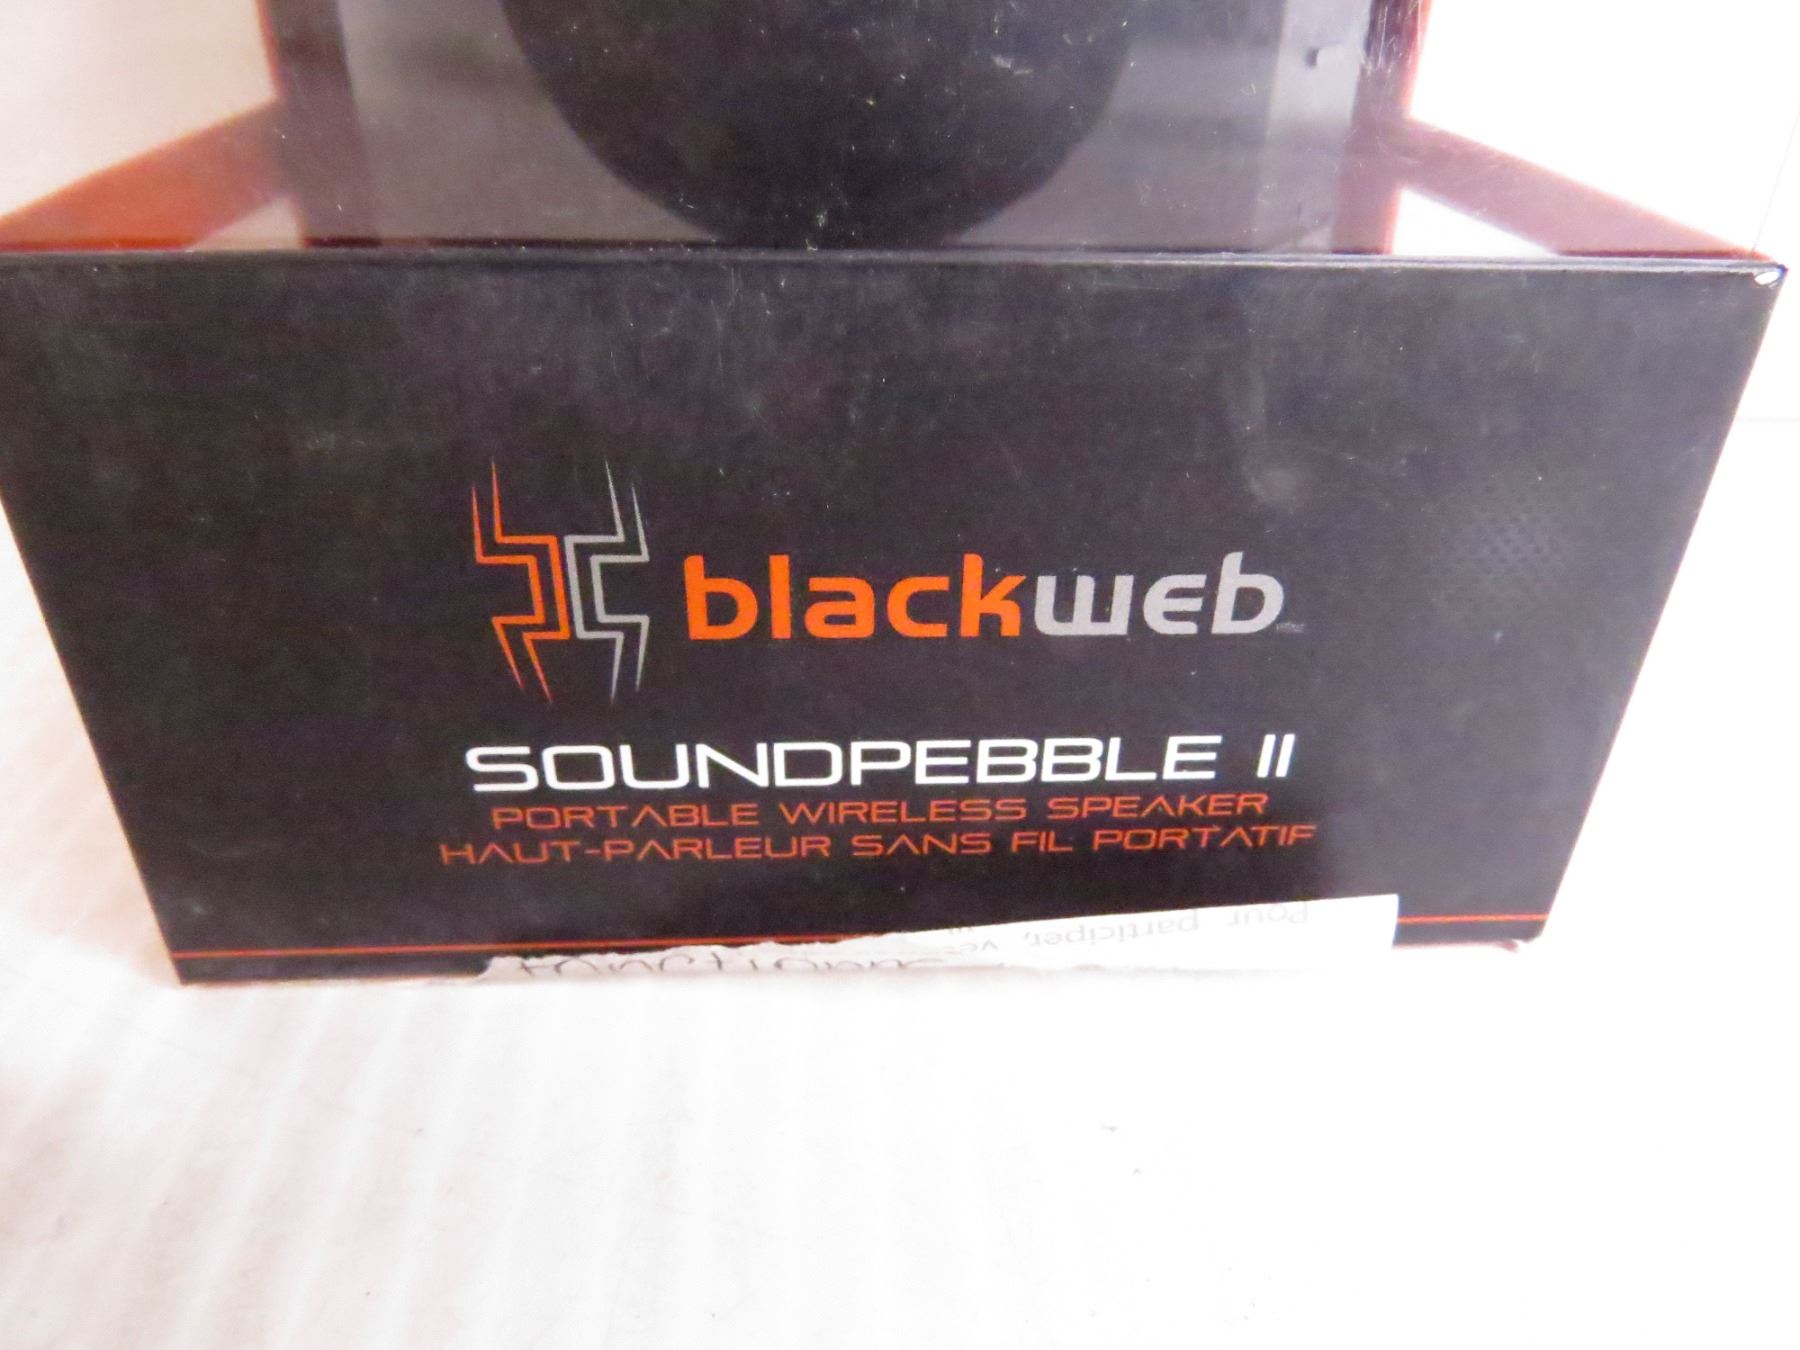 blackweb
SOUNDPEBBLE II
PORTABLE WIRELESS SPEAKER
HAUT-PARLEUR SANS FIL PORTATIF
Pour participer,